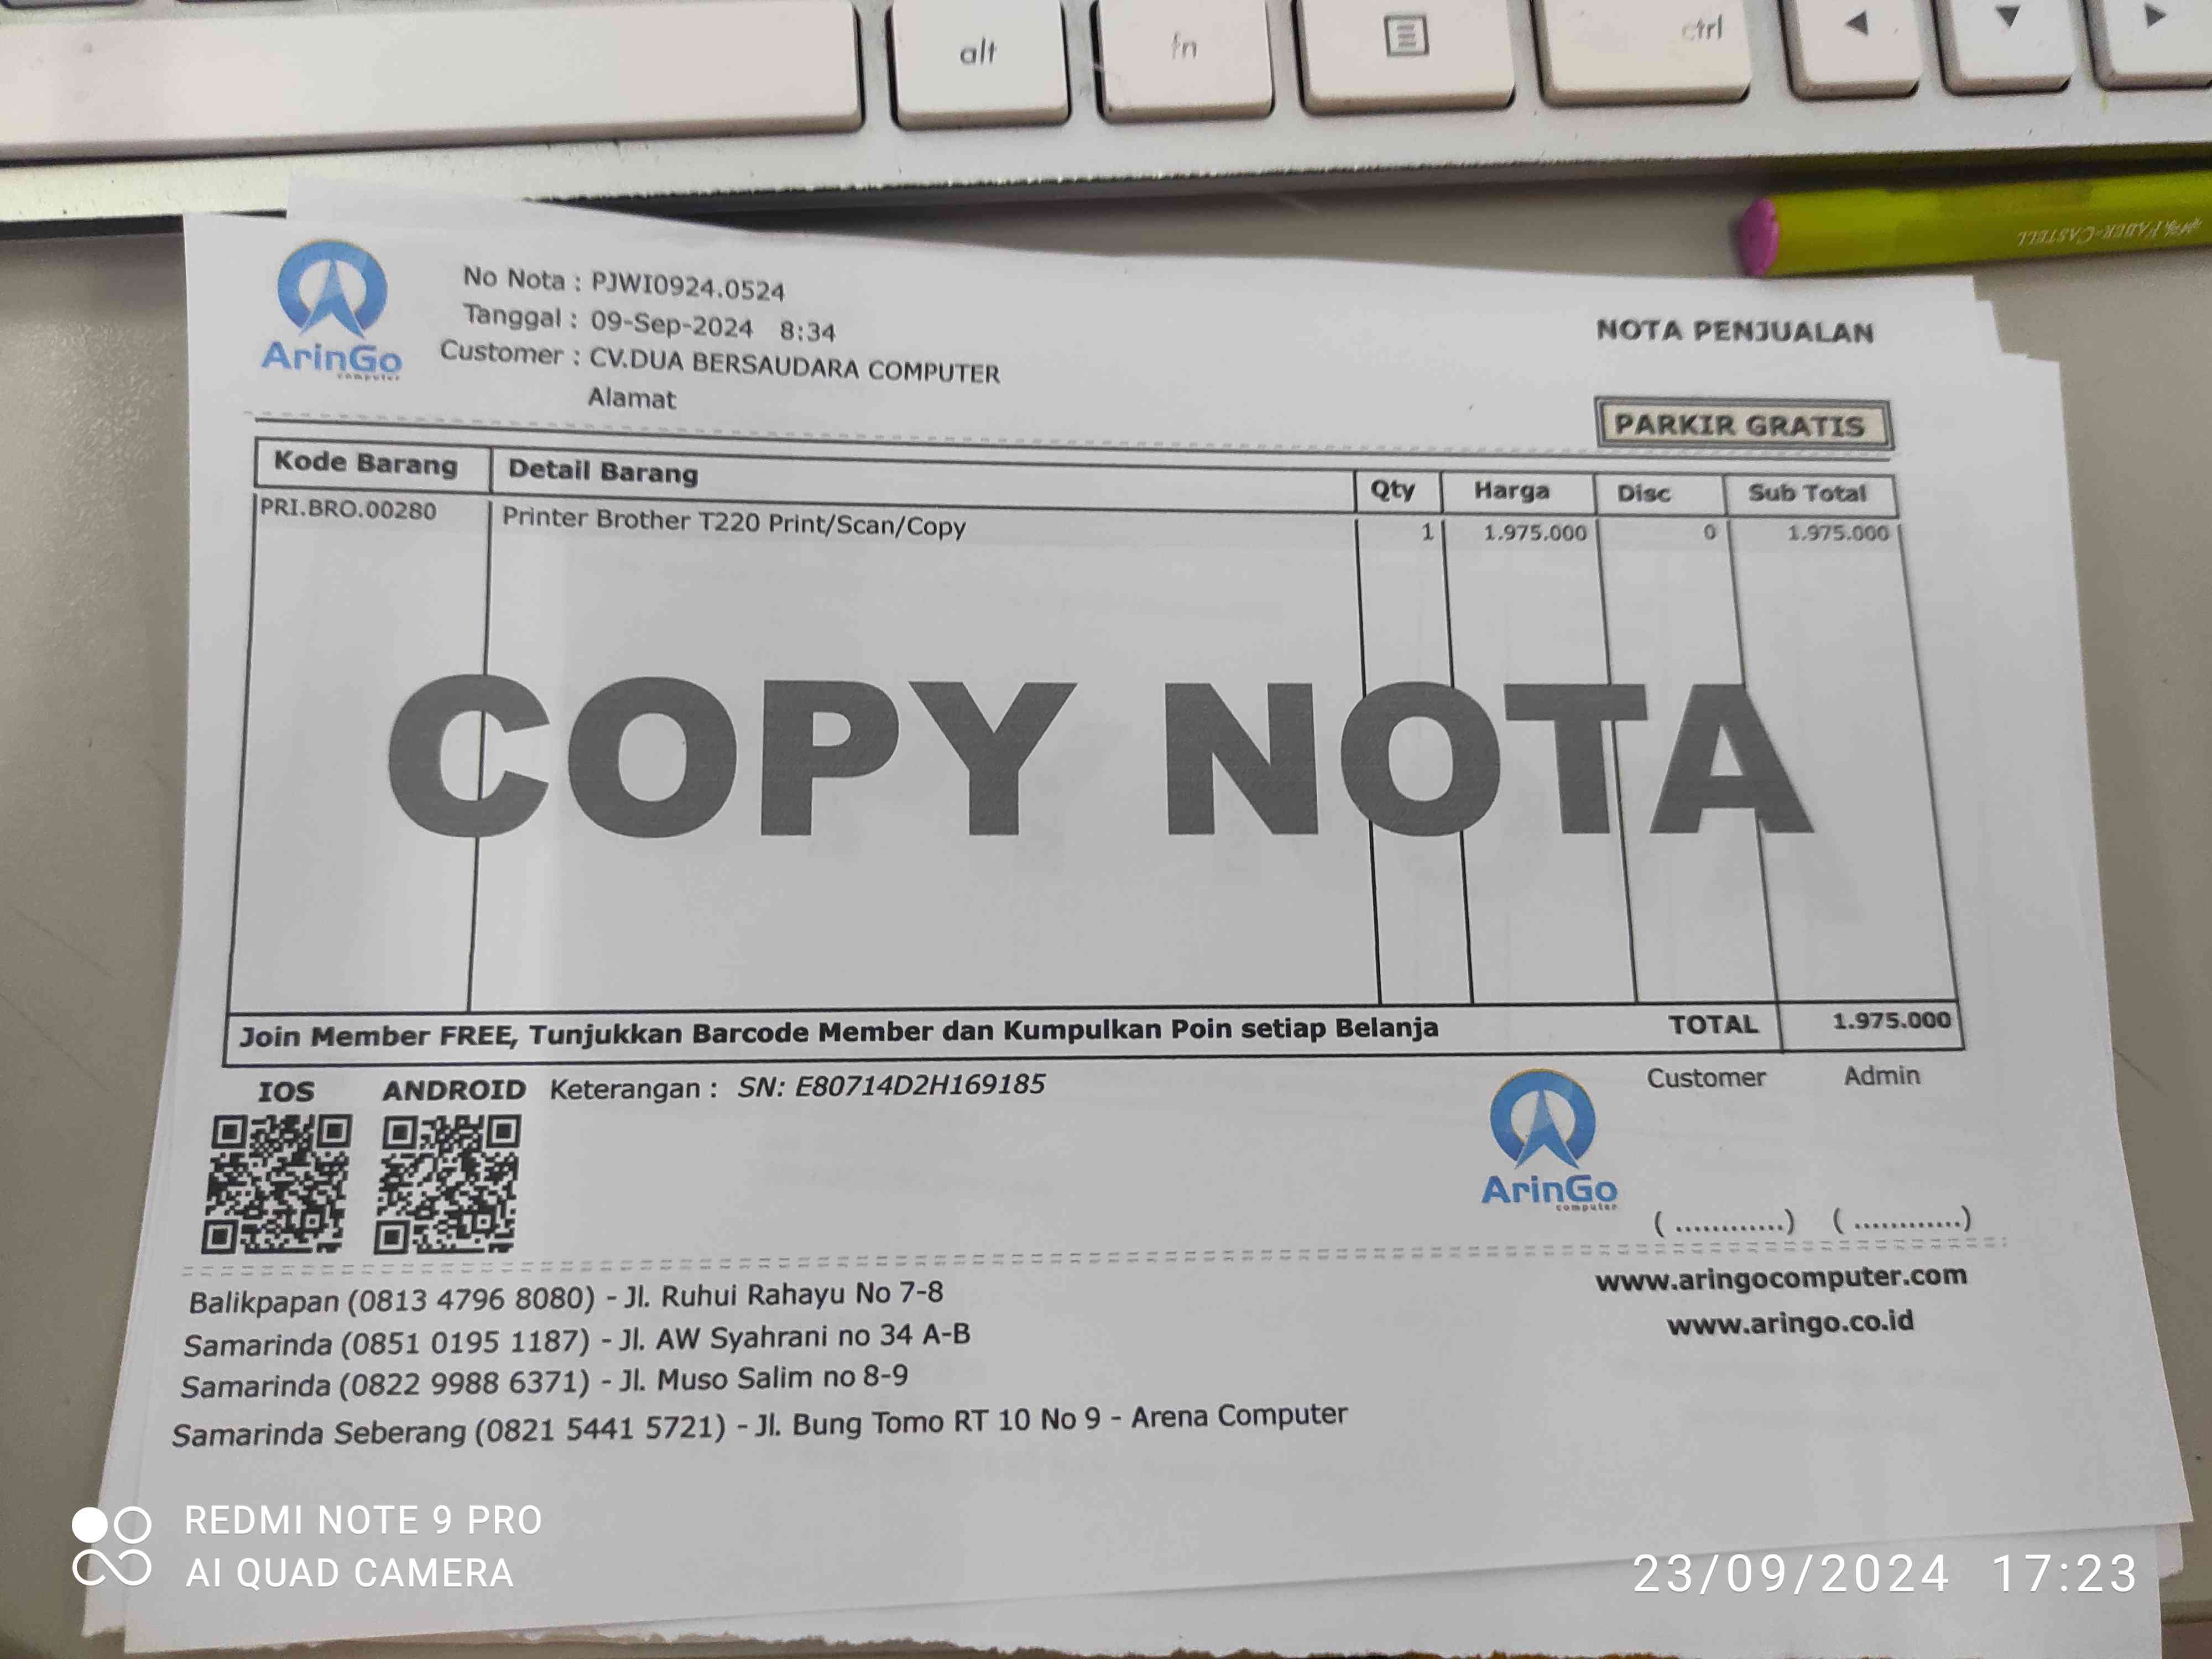 alt
fn
ctrl
FABER-CASTELL
ArinGo
computer
No Nota : PJWI0924.0524
Tanggal : 09-Sep-2024 8:34
Customer : CV.DUA BERSAUDARA COMPUTER
Alamat
NOTA PENJUALAN
PARKIR GRATIS
Kode Barang Detail Barang Qty Harga Disc Sub Total
PRI.BRO.00280 Printer Brother T220 Print/Scan/Copy 1 1.975.000 0 1.975.000
COPY NOTA
Join Member FREE, Tunjukkan Barcode Member dan Kumpulkan Poin setiap Belanja TOTAL 1.975.000
IOS ANDROID Keterangan : SN: E80714D2H169185
Customer Admin
ArinGo
computer
( ............) ( ............)
Balikpapan (0813 4796 8080) - Jl. Ruhui Rahayu No 7-8
Samarinda (0851 0195 1187) - Jl. AW Syahrani no 34 A-B
Samarinda (0822 9988 6371) - Jl. Muso Salim no 8-9
Samarinda Seberang (0821 5441 5721) - Jl. Bung Tomo RT 10 No 9 - Arena Computer
www.aringocomputer.com
www.aringo.co.id
REDMI NOTE 9 PRO
AI QUAD CAMERA
23/09/2024 17:23